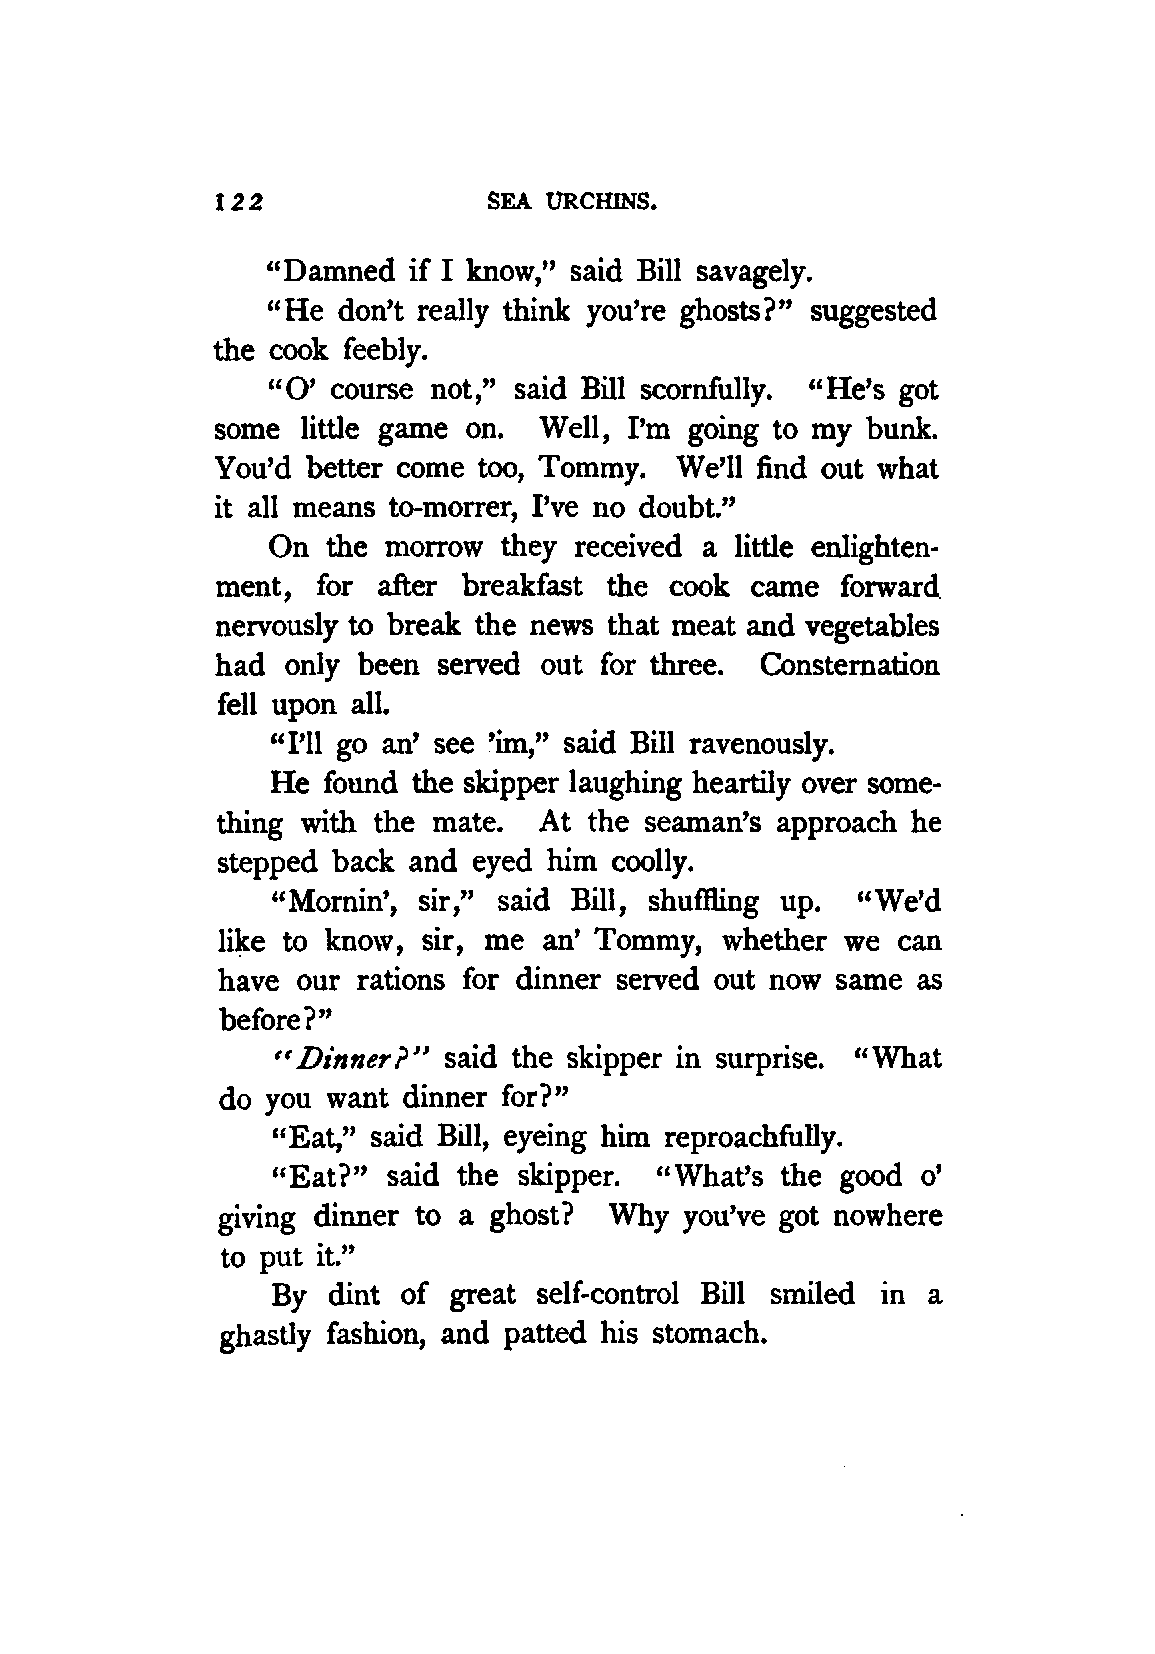 122 SEA URCHINS.
“Damned if I know,” said Bill savagely.
“He don’t really think you’re ghosts?” suggested
the cook feebly.
“O’ course not,” said Bill scornfully. “He’s got
some little game on. Well, I’m going to my bunk.
You’d better come too, Tommy. We’ll find out what
it all means to-morrer, I’ve no doubt.”
On the morrow they received a little enlighten-
ment, for after breakfast the cook came forward
nervously to break the news that meat and vegetables
had only been served out for three. Consternation
fell upon all.
“I’ll go an’ see ’im,” said Bill ravenously.
He found the skipper laughing heartily over some-
thing with the mate. At the seaman’s approach he
stepped back and eyed him coolly.
“Mornin’, sir,” said Bill, shuffling up. “We’d
like to know, sir, me an’ Tommy, whether we can
have our rations for dinner served out now same as
before?”
“Dinner?” said the skipper in surprise. “What
do you want dinner for?”
“Eat,” said Bill, eyeing him reproachfully.
“Eat?” said the skipper. “What’s the good o’
giving dinner to a ghost? Why you’ve got nowhere
to put it.”
By dint of great self-control Bill smiled in a
ghastly fashion, and patted his stomach.